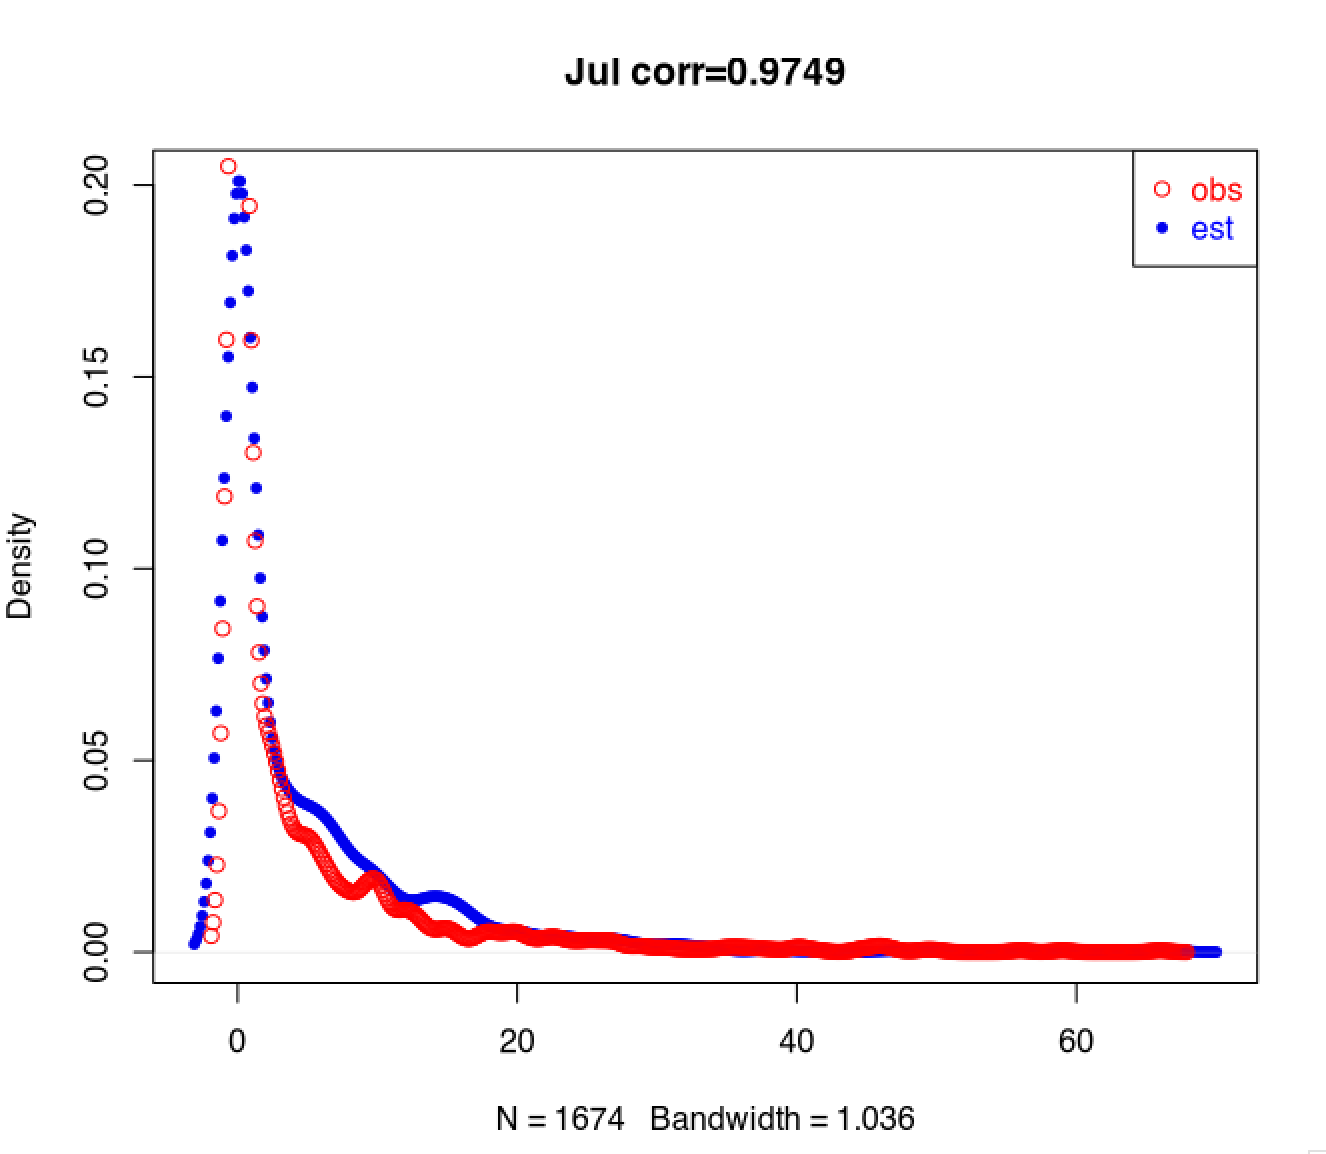 Jul corr=0.9749
obs
est
Density
0.00
0.05
0.10
0.15
0.20
0
20
40
60
N = 1674   Bandwidth = 1.036